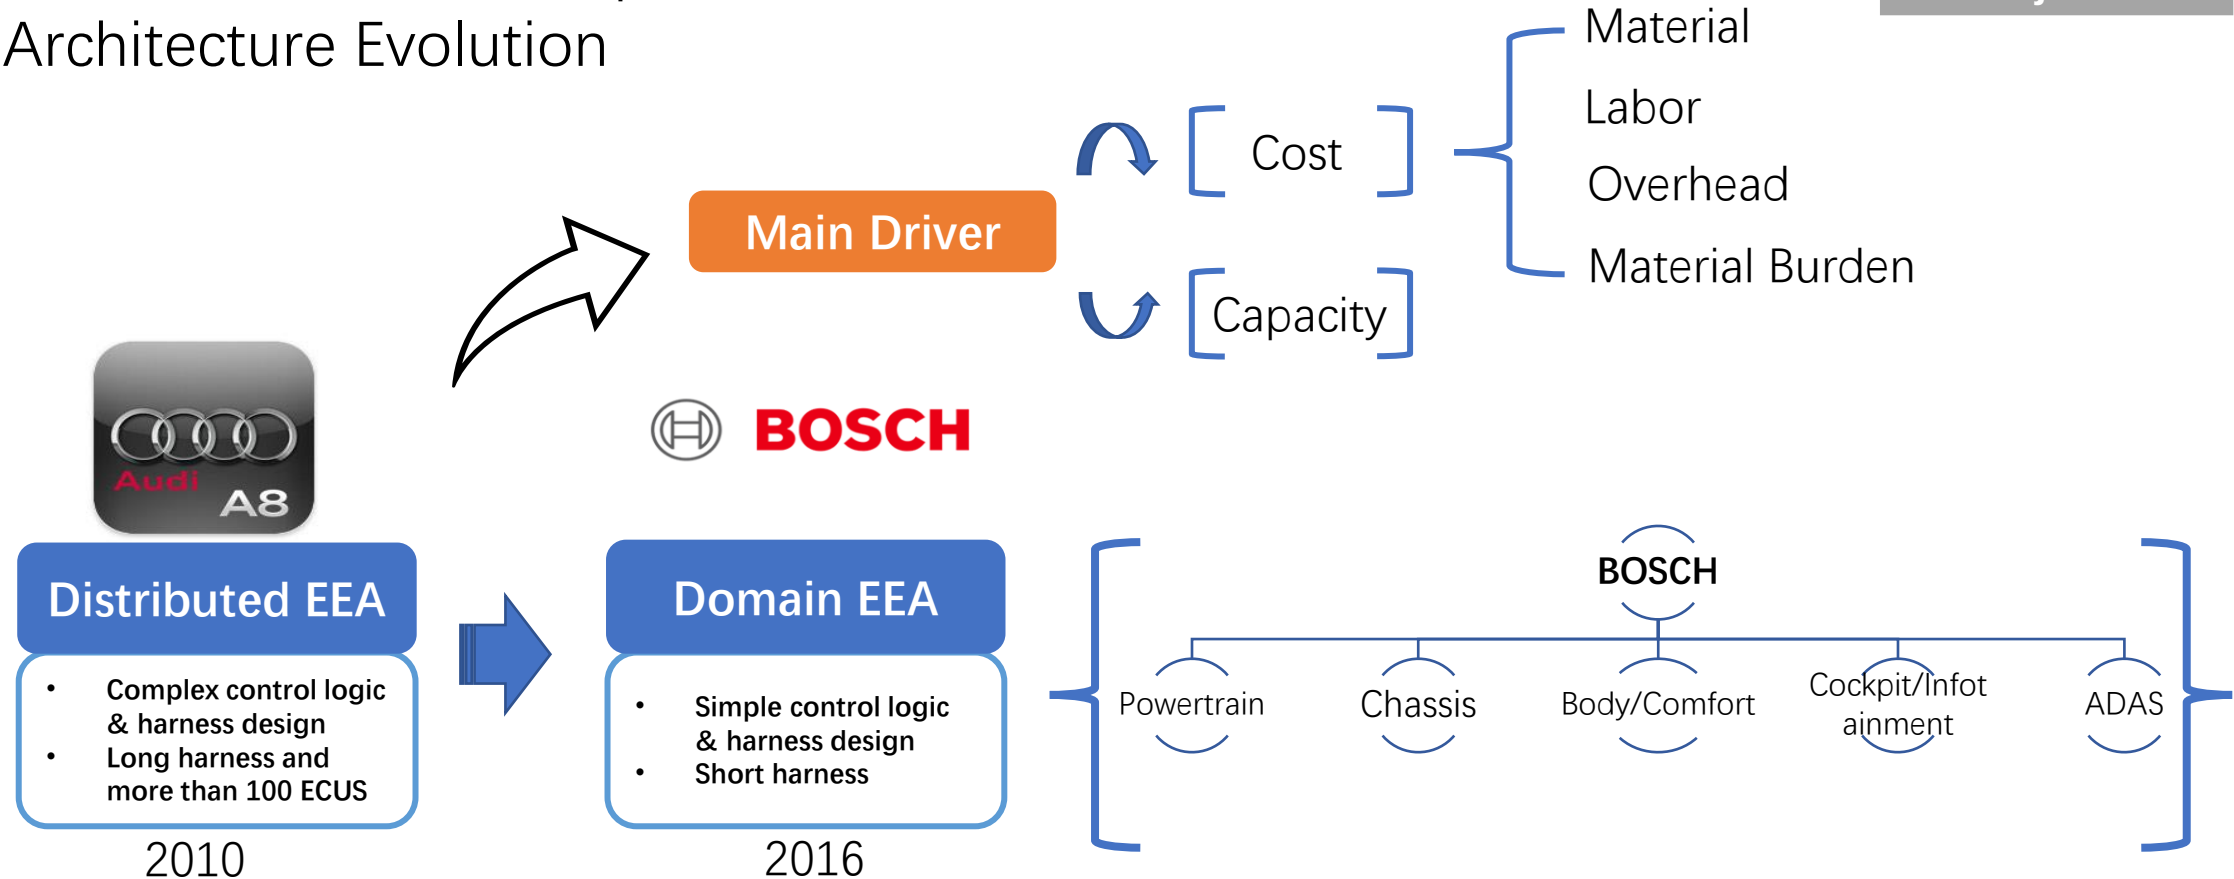 Architecture Evolution
Material
Labor
Overhead
Material Burden
Cost
Capacity
Main Driver
Audi
A8
BOSCH
Distributed EEA
• Complex control logic
& harness design
• Long harness and
more than 100 ECUS
2010
Domain EEA
• Simple control logic
& harness design
• Short harness
2016
BOSCH
Powertrain
Chassis
Body/Comfort
Cockpit/Infot
ainment
ADAS